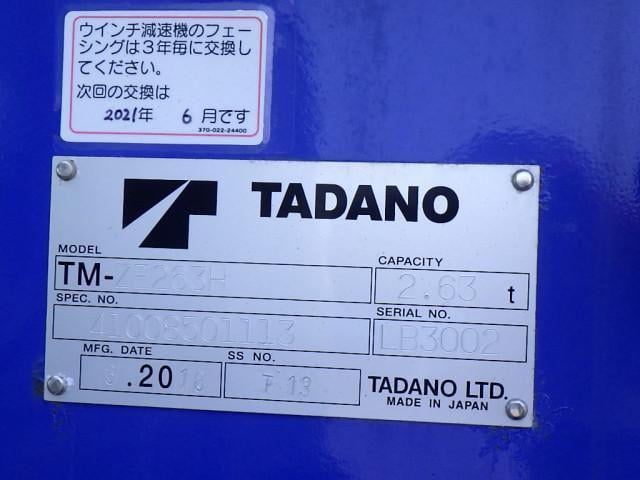 ウインチ減速機のフェー
シングは3年毎に交換し
てください。
次回の交換は
2021年 6月です
370-022-24400
TADANO
MODEL
TM-ZE263H
CAPACITY
2.63 t
SPEC. NO.
41008501113
SERIAL NO.
LB3002
MFG. DATE
.2018
SS NO.
TADANO LTD.
MADE IN JAPAN